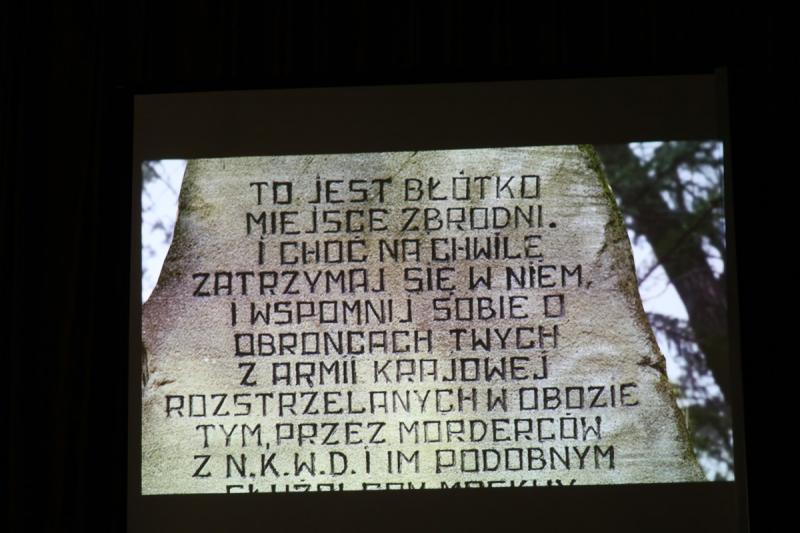 TO JEST BŁÓTKO
MIEJSCE ZBRODNI.
I CHOĆ NA CHWILĘ
ZATRZYMAJ SIĘ W NIEM,
I WSPOMNIJ SOBIE O
OBROŃCACH TWYCH
Z ARMII KRAJOWEJ
ROZSTRZELANYCH W OBOZIE
TYM, PRZEZ MORDERCÓW
Z N.K.W.D. I IM PODOBNYM